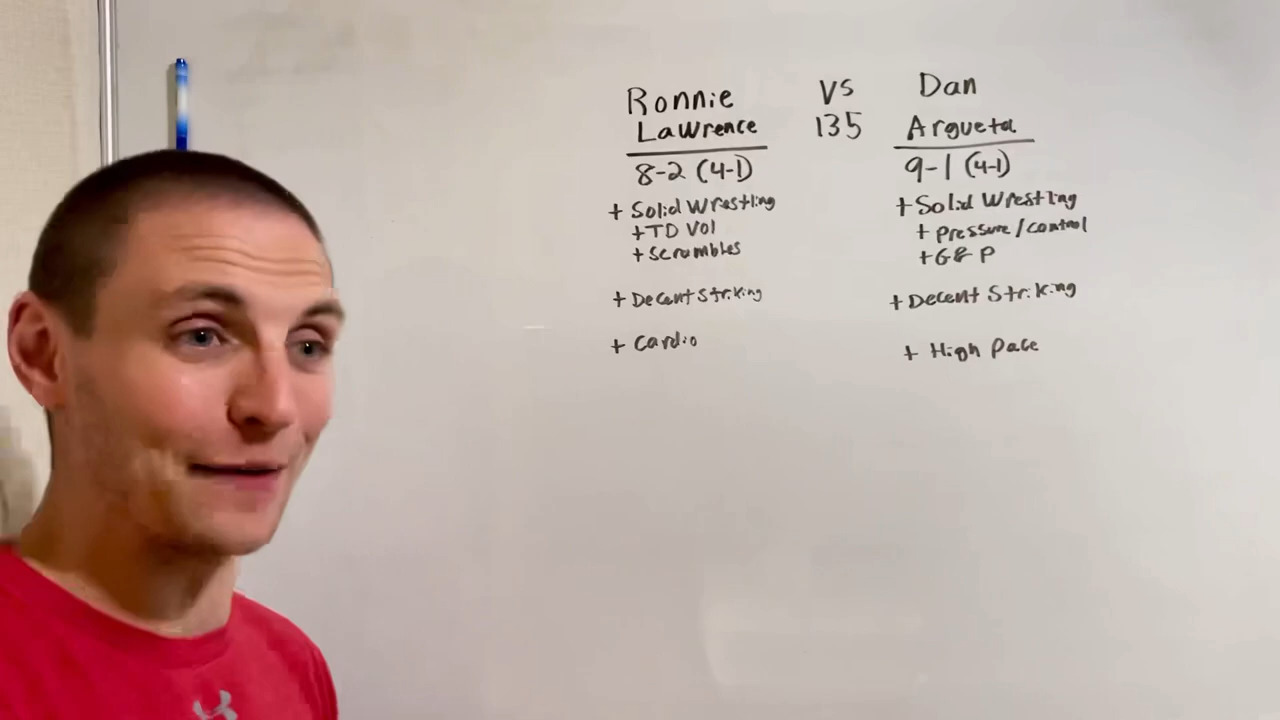 Ronnie vs Dan
Lawrence 135 Argueta
8-2 (4-1) 9-1 (4-1)
+ Solid Wrestling + Solid Wrestling
+ TD Vol + Pressure/control
+ Scrambles + G & P
+ Decent Striking + Decent Striking
+ Cardio + High Pace